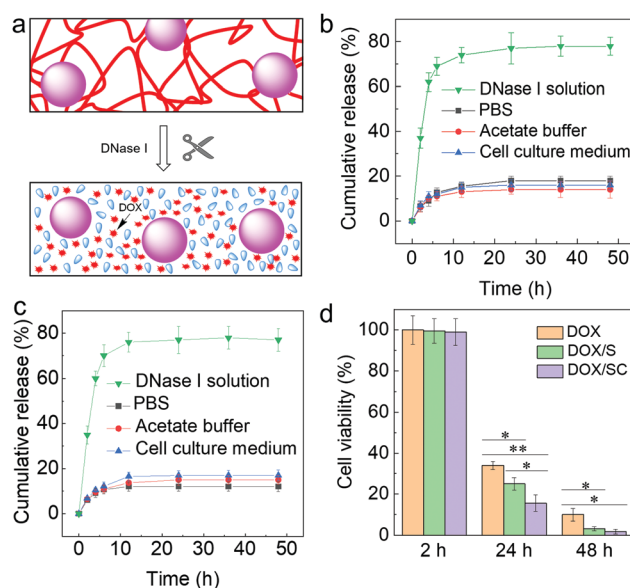 a
DNase I
DOX
b
Cumulative release (%)
80
60
40
20
0
DNase I solution
PBS
Acetate buffer
Cell culture medium
0 10 20 30 40 50
Time (h)
c
Cumulative release (%)
80
60
40
20
0
DNase I solution
PBS
Acetate buffer
Cell culture medium
0 10 20 30 40 50
Time (h)
d
Cell viability (%)
100
80
60
40
20
0
DOX
DOX/S
DOX/SC
*
**
*
*
*
2 h 24 h 48 h